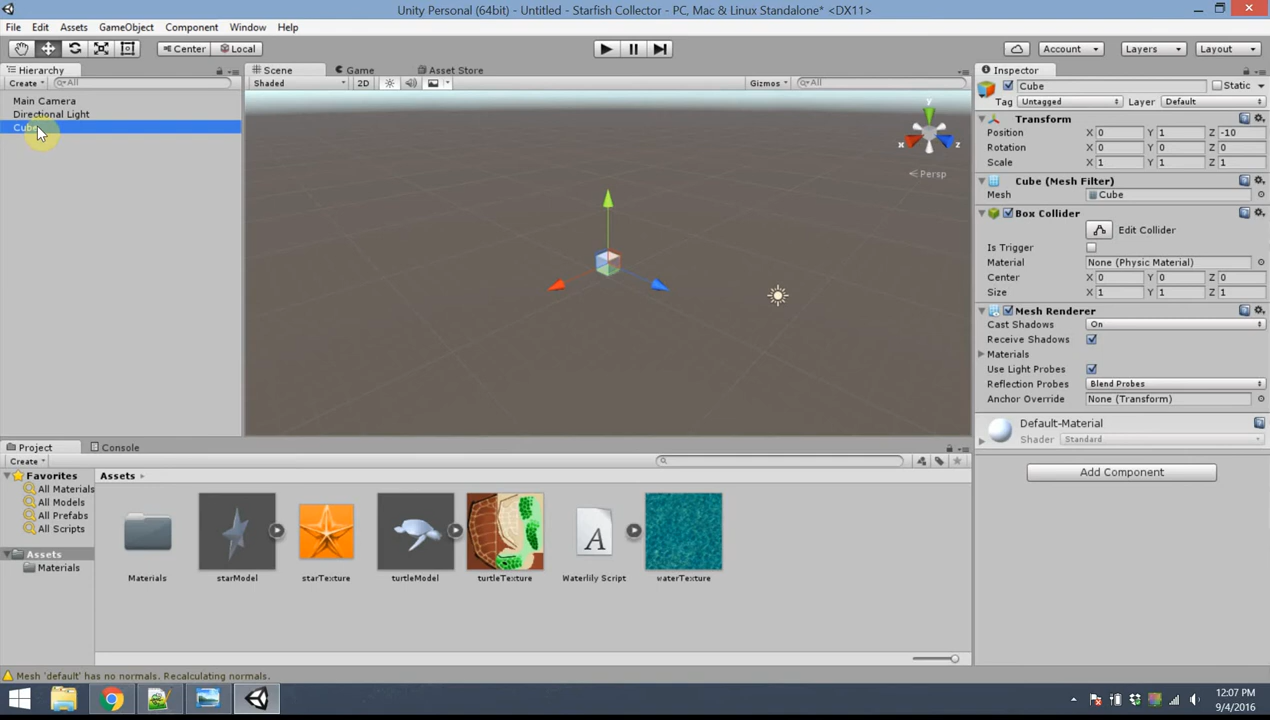 Unity Personal (64bit) - Untitled - Starfish Collector - PC, Mac & Linux Standalone* <DX11>
File Edit Assets GameObject Component Window Help
Center Local Account Layers Layout
Hierarchy Scene Game Asset Store Inspector
Create All Shaded 2D Gizmos All Cube Static
Main Camera
Directional Light
Cube
y
x z
Persp
Tag Untagged Layer Default
Transform
Position X 0 Y 1 Z -10
Rotation X 0 Y 0 Z 0
Scale X 1 Y 1 Z 1
Cube (Mesh Filter)
Mesh Cube
Box Collider
Edit Collider
Is Trigger
Material None (Physic Material)
Center X 0 Y 0 Z 0
Size X 1 Y 1 Z 1
Mesh Renderer
Cast Shadows On
Receive Shadows
Materials
Use Light Probes
Reflection Probes Blend Probes
Anchor Override None (Transform)
Default-Material
Shader Standard
Add Component
Project Console
Create
Favorites
All Materials
All Models
All Prefabs
All Scripts
Assets
Materials
Assets
A
Materials starModel starTexture turtleModel turtleTexture Waterlily Script waterTexture
Mesh 'default' has no normals. Recalculating normals.
12:07 PM
9/4/2016